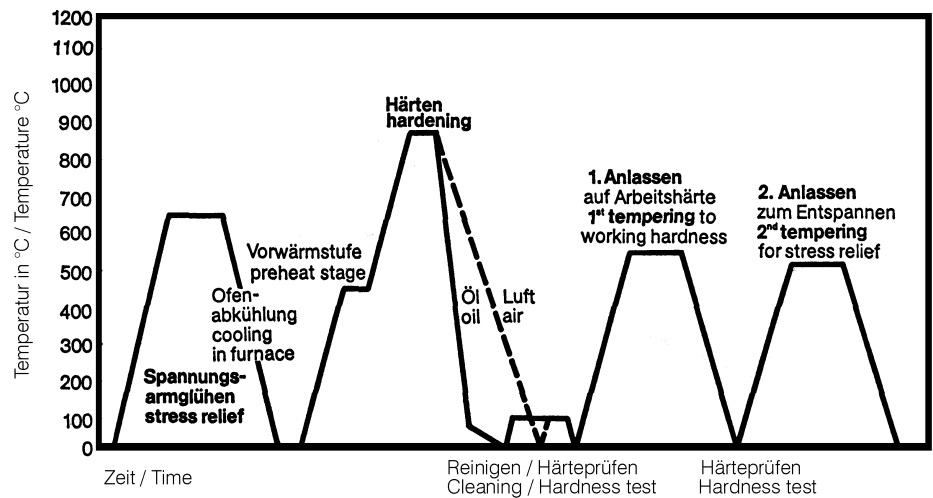 1200
1100
1000
900
800
700
600
500
400
300
200
100
0
Temperatur in °C / Temperature °C
Härten
hardening
1. Anlassen
auf Arbeitshärte
1st tempering to
working hardness
2. Anlassen
zum Entspannen
2nd tempering
for stress relief
Vorwärmstufe
preheat stage
Ofen-
abkühlung
cooling
in furnace
Öl
oil
Luft
air
Spannungs-
armglühen
stress relief
Zeit / Time
Reinigen / Härteprüfen
Cleaning / Hardness test
Härteprüfen
Hardness test